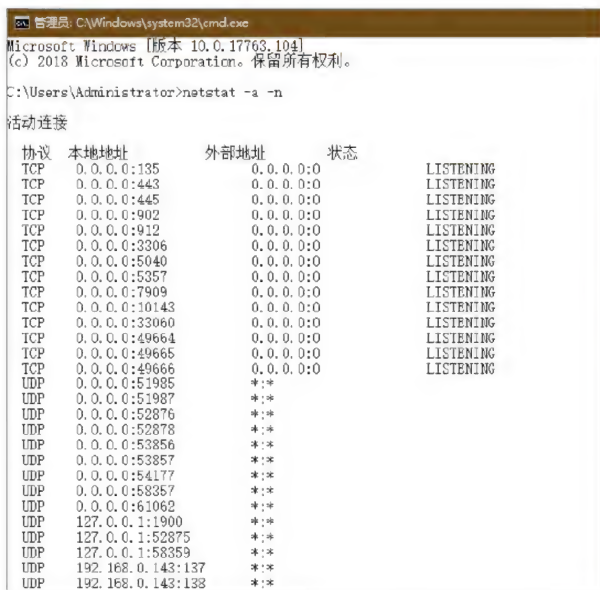 管理员: C:\Windows\system32\cmd.exe
Microsoft Windows [版本 10.0.17763.104]
(c) 2018 Microsoft Corporation。保留所有权利。
C:\Users\Administrator>netstat -a -n
活动连接
协议 本地地址 外部地址 状态
TCP 0.0.0.0:135 0.0.0.0:0 LISTENING
TCP 0.0.0.0:443 0.0.0.0:0 LISTENING
TCP 0.0.0.0:445 0.0.0.0:0 LISTENING
TCP 0.0.0.0:902 0.0.0.0:0 LISTENING
TCP 0.0.0.0:912 0.0.0.0:0 LISTENING
TCP 0.0.0.0:3306 0.0.0.0:0 LISTENING
TCP 0.0.0.0:5040 0.0.0.0:0 LISTENING
TCP 0.0.0.0:5357 0.0.0.0:0 LISTENING
TCP 0.0.0.0:7909 0.0.0.0:0 LISTENING
TCP 0.0.0.0:10143 0.0.0.0:0 LISTENING
TCP 0.0.0.0:33060 0.0.0.0:0 LISTENING
TCP 0.0.0.0:49664 0.0.0.0:0 LISTENING
TCP 0.0.0.0:49665 0.0.0.0:0 LISTENING
TCP 0.0.0.0:49666 0.0.0.0:0 LISTENING
UDP 0.0.0.0:51985 *:*
UDP 0.0.0.0:51987 *:*
UDP 0.0.0.0:52876 *:*
UDP 0.0.0.0:52878 *:*
UDP 0.0.0.0:53856 *:*
UDP 0.0.0.0:53857 *:*
UDP 0.0.0.0:54177 *:*
UDP 0.0.0.0:58357 *:*
UDP 0.0.0.0:61062 *:*
UDP 127.0.0.1:1900 *:*
UDP 127.0.0.1:52875 *:*
UDP 127.0.0.1:58359 *:*
UDP 192.168.0.143:137 *:*
UDP 192.168.0.143:138 *:*